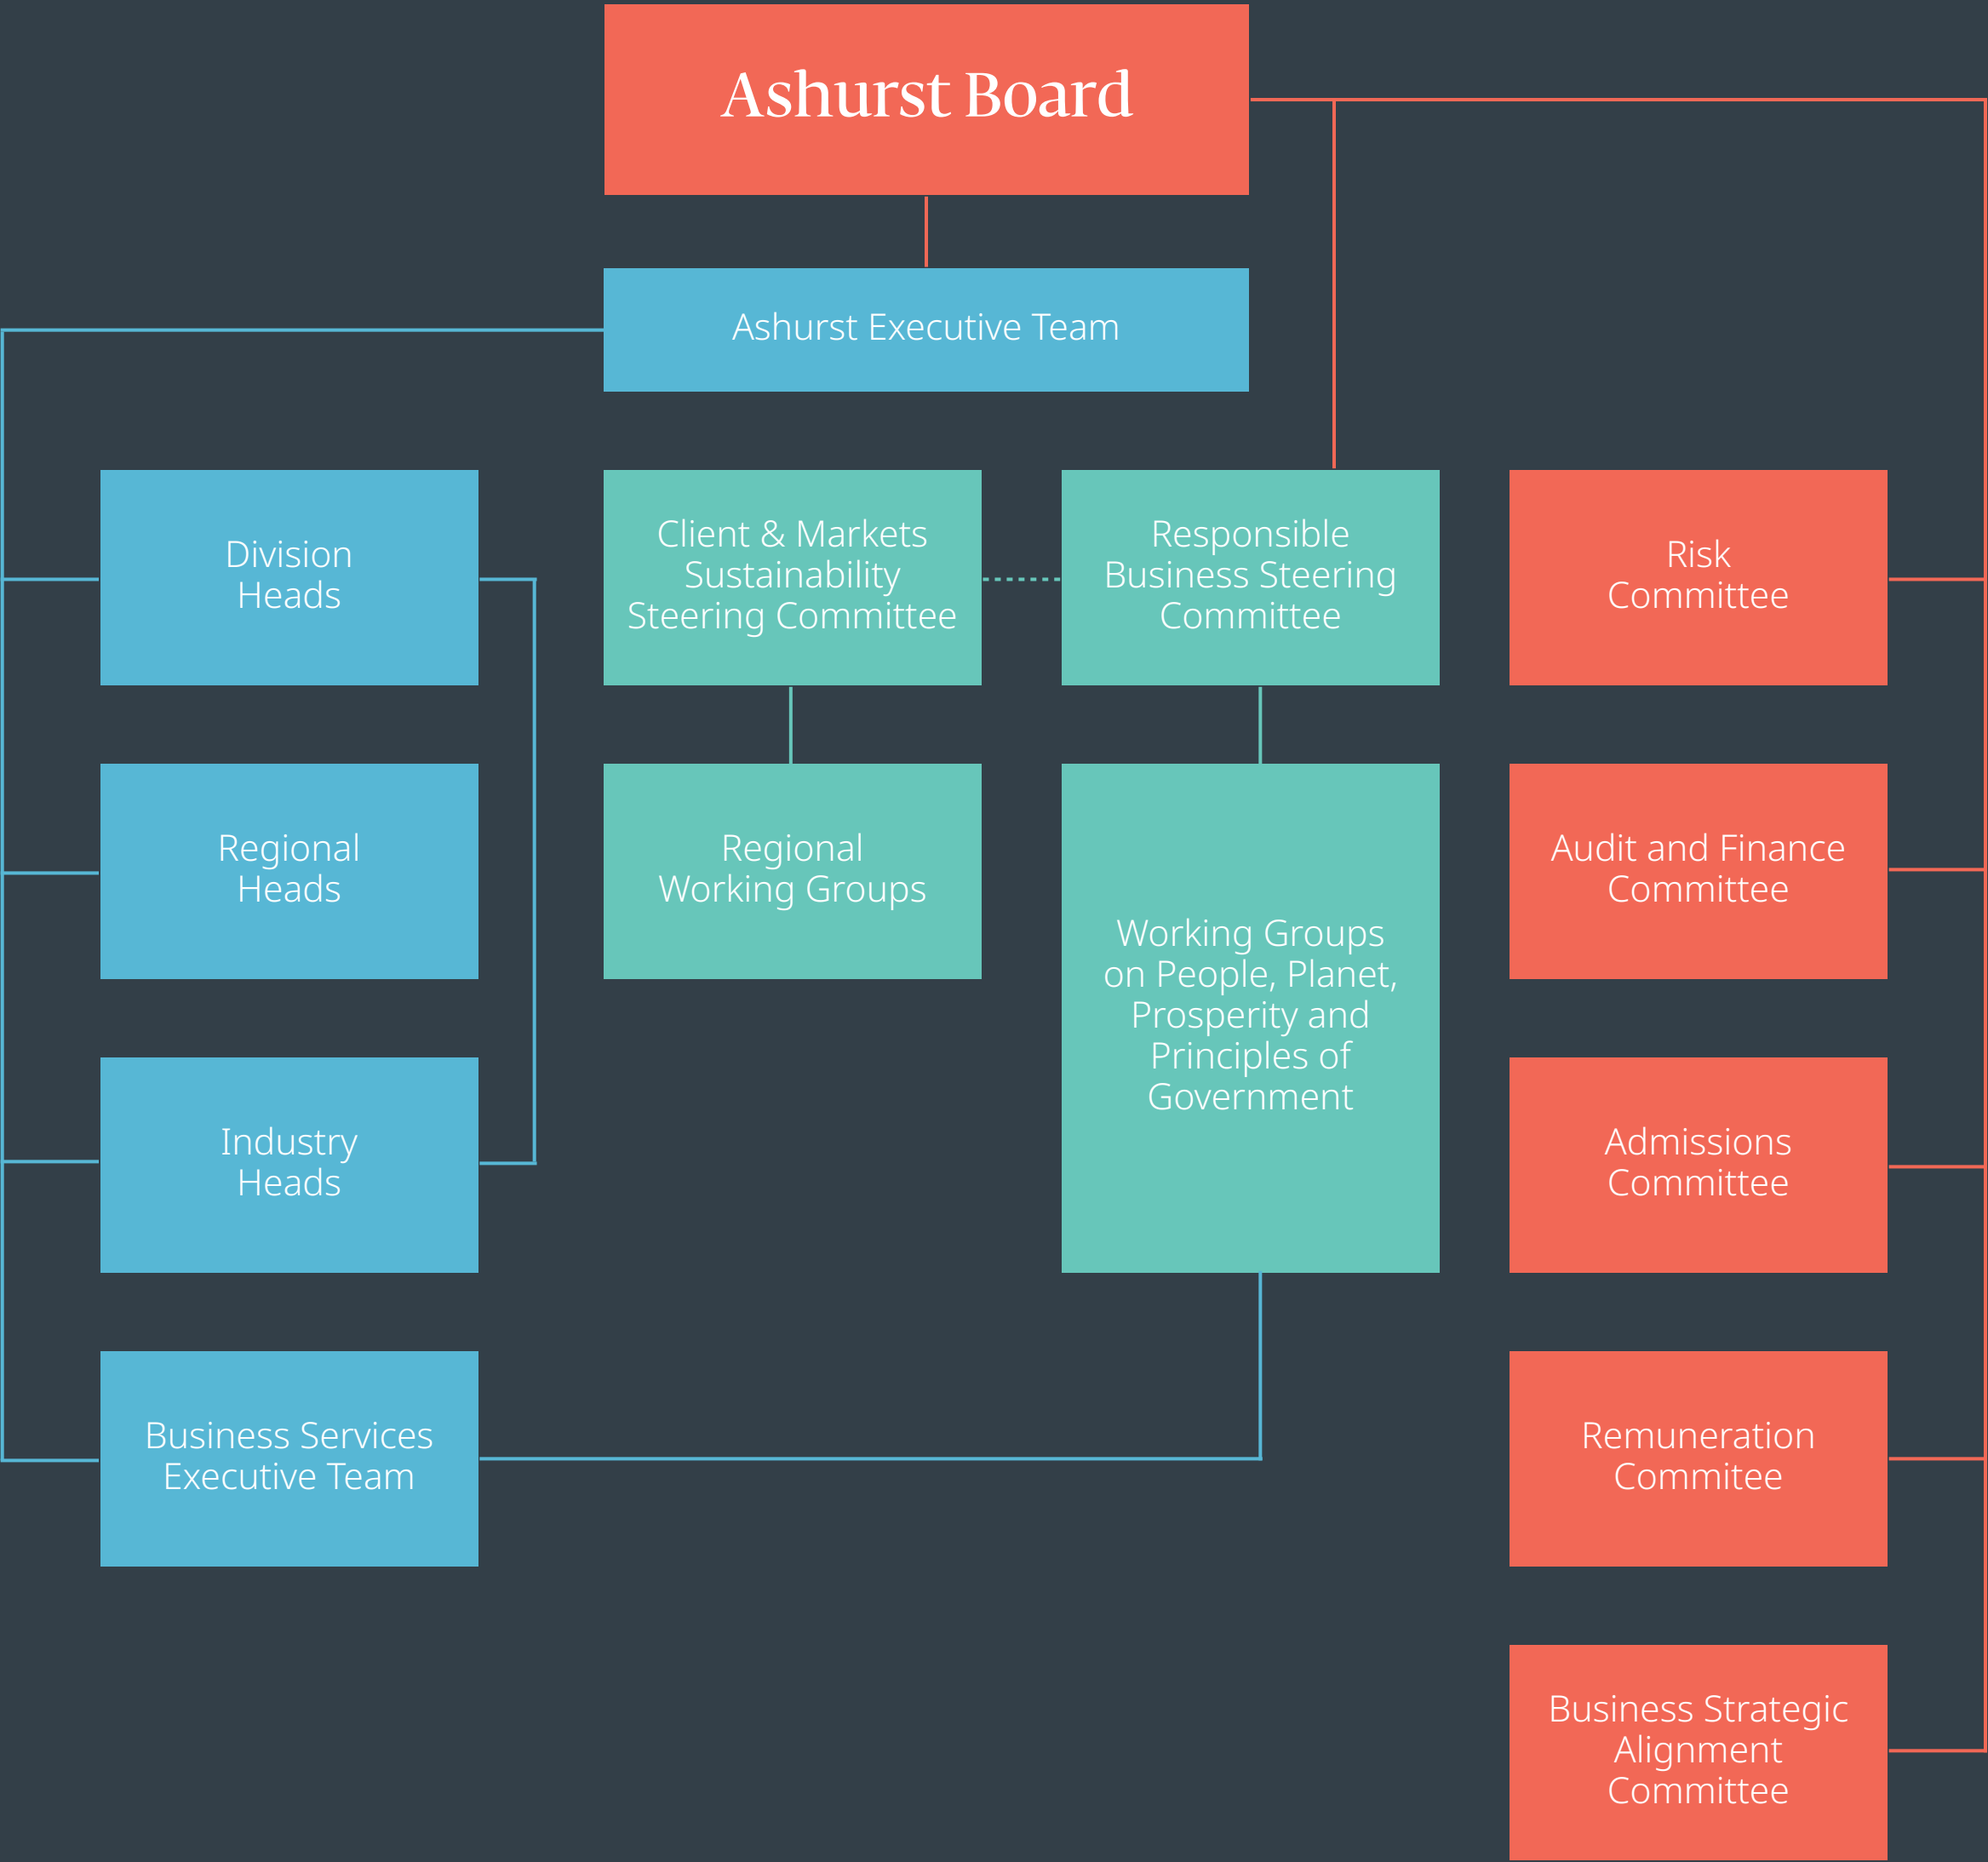 Ashurst Board
Ashurst Executive Team
Division
Heads
Client & Markets
Sustainability
Steering Committee
Responsible
Business Steering
Committee
Risk
Committee
Regional
Heads
Regional
Working Groups
Working Groups
on People, Planet,
Prosperity and
Principles of
Government
Audit and Finance
Committee
Industry
Heads
Admissions
Committee
Business Services
Executive Team
Remuneration
Commitee
Business Strategic
Alignment
Committee